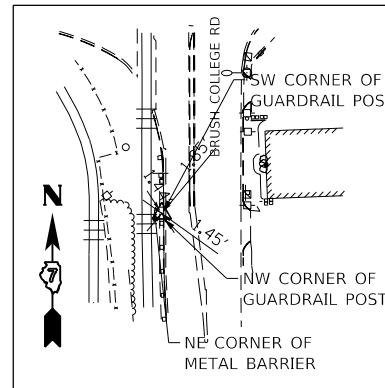 BRUSH COLLEGE RD
SW CORNER OF
GUARDRAIL POST
N
7
1.45'
NW CORNER OF
GUARDRAIL POST
NE CORNER OF
METAL BARRIER